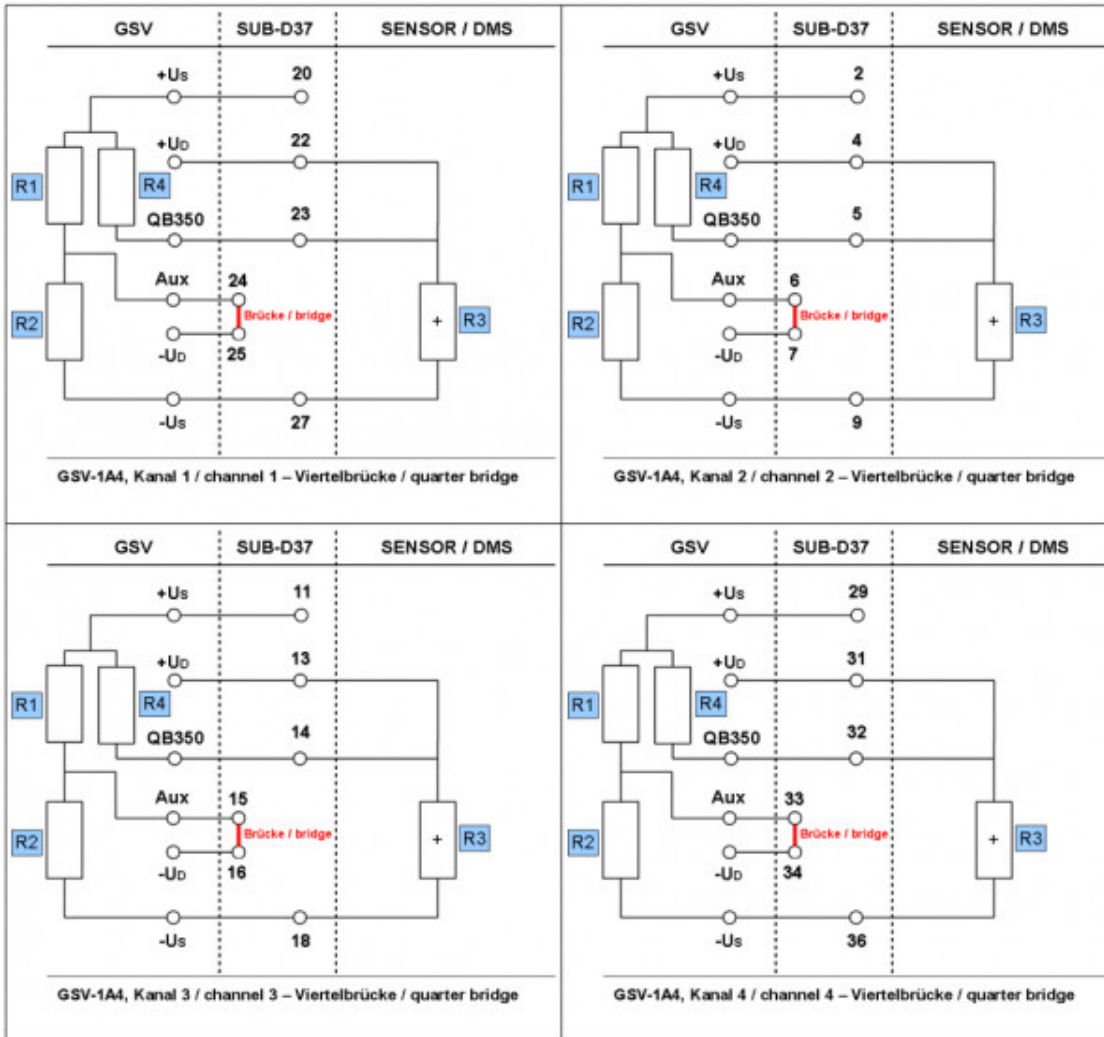 GSV SUB-D37 SENSOR / DMS
+Us 20
+UD 22
R1 R4
QB350 23
Aux 24
R2 Brücke / bridge + R3
-UD 25
-Us 27
GSV-1A4, Kanal 1 / channel 1 – Viertelbrücke / quarter bridge
GSV SUB-D37 SENSOR / DMS
+Us 2
+UD 4
R1 R4
QB350 5
Aux 6
R2 Brücke / bridge + R3
-UD 7
-Us 9
GSV-1A4, Kanal 2 / channel 2 – Viertelbrücke / quarter bridge
GSV SUB-D37 SENSOR / DMS
+Us 11
+UD 13
R1 R4
QB350 14
Aux 15
R2 Brücke / bridge + R3
-UD 16
-Us 18
GSV-1A4, Kanal 3 / channel 3 – Viertelbrücke / quarter bridge
GSV SUB-D37 SENSOR / DMS
+Us 29
+UD 31
R1 R4
QB350 32
Aux 33
R2 Brücke / bridge + R3
-UD 34
-Us 36
GSV-1A4, Kanal 4 / channel 4 – Viertelbrücke / quarter bridge